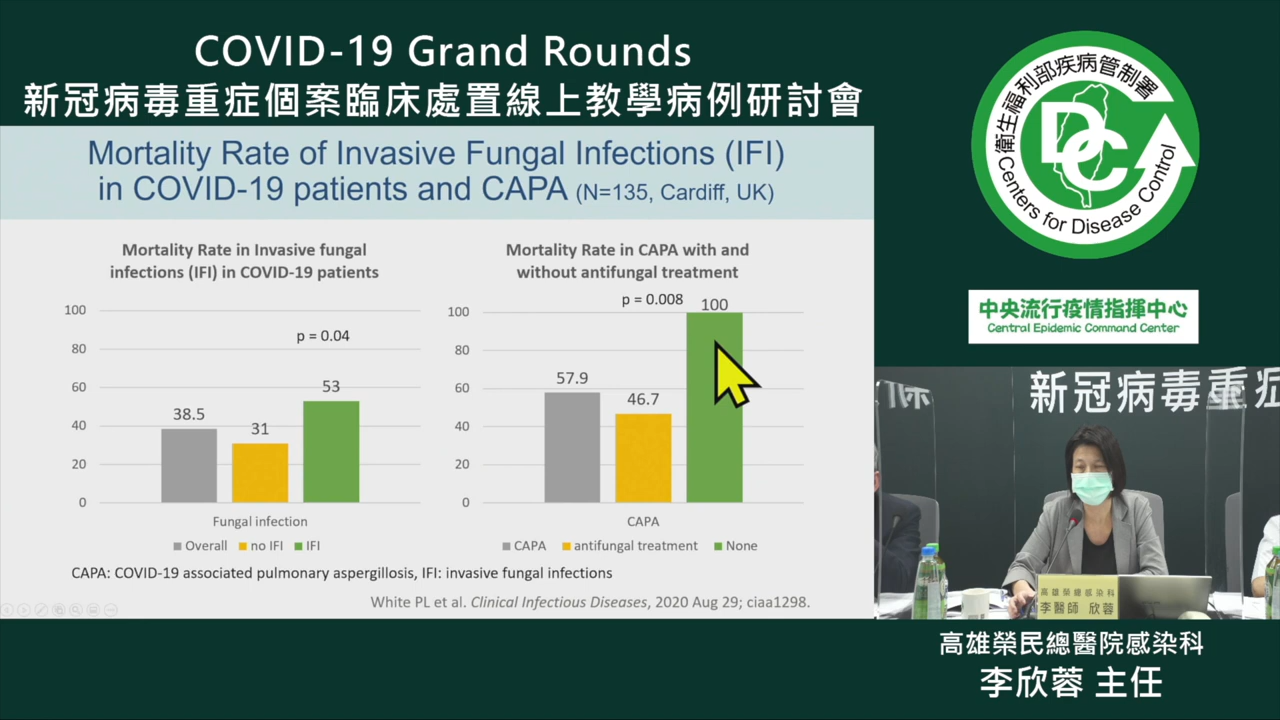 COVID-19 Grand Rounds
新冠病毒重症個案臨床處置線上教學病例研討會
Mortality Rate of Invasive Fungal Infections (IFI)
in COVID-19 patients and CAPA (N=135, Cardiff, UK)
Mortality Rate in Invasive fungal
infections (IFI) in COVID-19 patients
100
80
60
40
20
0
p = 0.04
38.5
31
53
Fungal infection
Overall no IFI IFI
Mortality Rate in CAPA with and
without antifungal treatment
100
80
60
40
20
0
p = 0.008
57.9
46.7
100
CAPA
CAPA antifungal treatment None
CAPA: COVID-19 associated pulmonary aspergillosis, IFI: invasive fungal infections
White PL et al. Clinical Infectious Diseases, 2020 Aug 29; ciaa1298.
衛生福利部疾病管制署
DC
Centers for Disease Control
中央流行疫情指揮中心
Central Epidemic Command Center
新冠病毒重症
高雄榮總感染科
李醫師 欣蓉
高雄榮民總醫院感染科
李欣蓉 主任